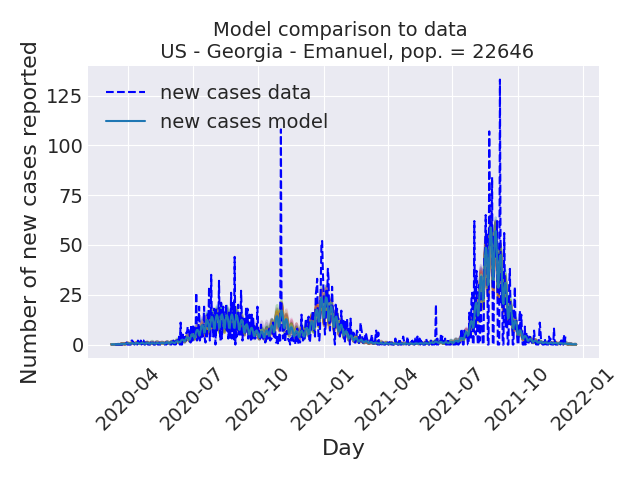 Model comparison to data
US - Georgia - Emanuel, pop. = 22646
new cases data
new cases model
Number of new cases reported
125
100
75
50
25
0
2020-04
2020-07
2020-10
2021-01
2021-04
2021-07
2021-10
2022-01
Day